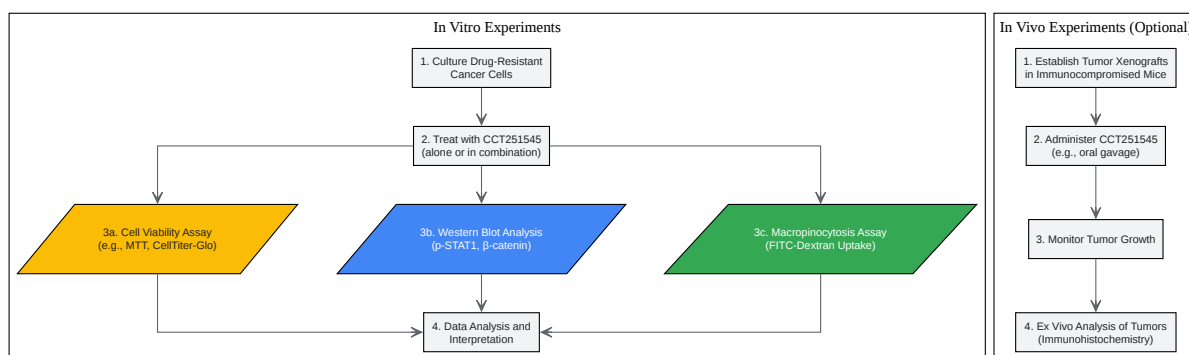 In Vitro Experiments
1. Culture Drug-Resistant
Cancer Cells
2. Treat with CCT251545
(alone or in combination)
3a. Cell Viability Assay
(e.g., MTT, CellTiter-Glo)
3b. Western Blot Analysis
(p-STAT1, β-catenin)
3c. Macropinocytosis Assay
(FITC-Dextran Uptake)
4. Data Analysis and
Interpretation
In Vivo Experiments (Optional)
1. Establish Tumor Xenografts
in Immunocompromised Mice
2. Administer CCT251545
(e.g., oral gavage)
3. Monitor Tumor Growth
4. Ex Vivo Analysis of Tumors
(Immunohistochemistry)